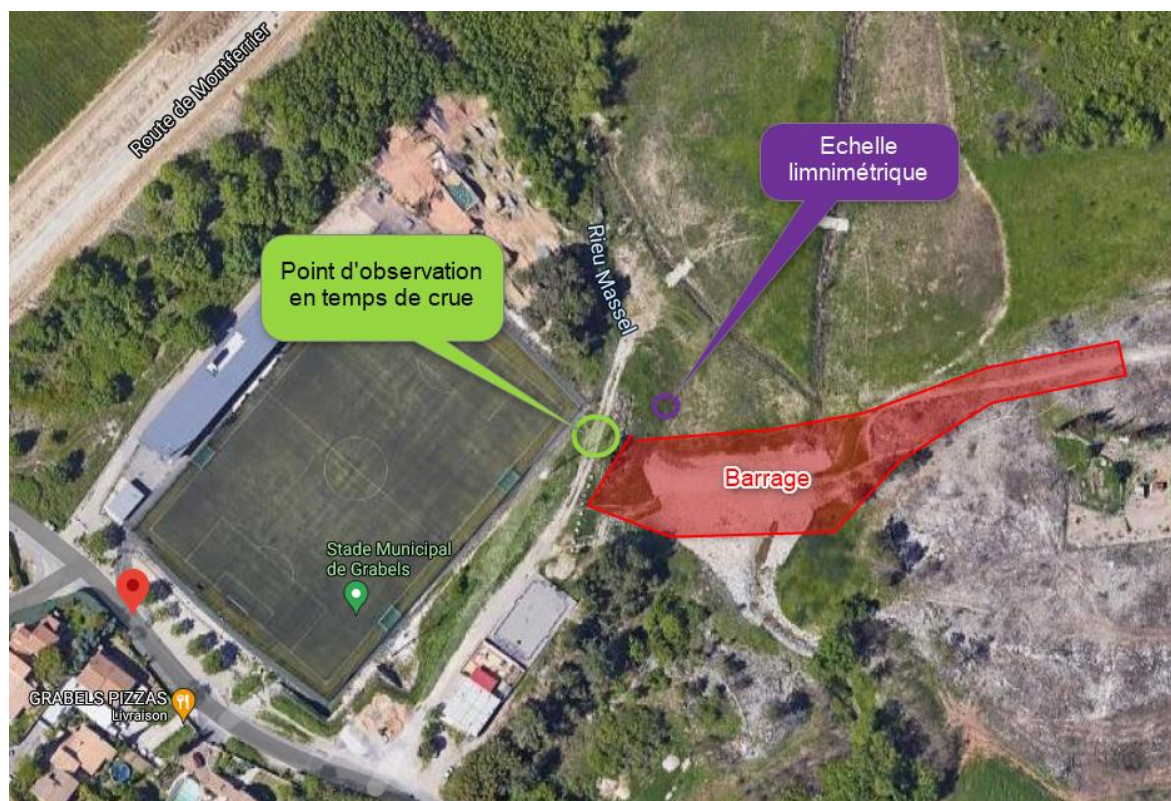 Route de Montferrier
Echelle
limnimétrique
Rieu Massel
Point d'observation
en temps de crue
Barrage
Stade Municipal
de Grabels
GRABELS PIZZAS
Livraison